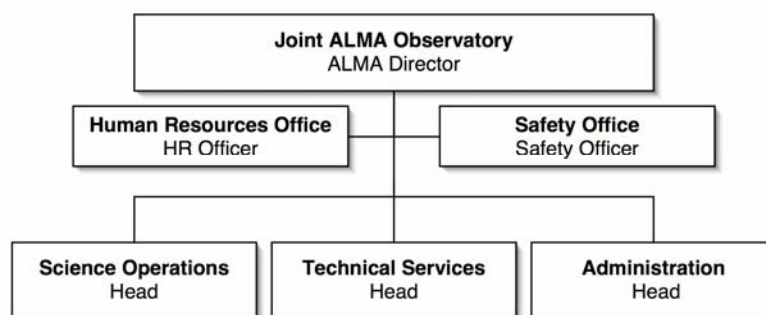 Joint ALMA Observatory
ALMA Director
Human Resources Office
HR Officer
Safety Office
Safety Officer
Science Operations
Head
Technical Services
Head
Administration
Head